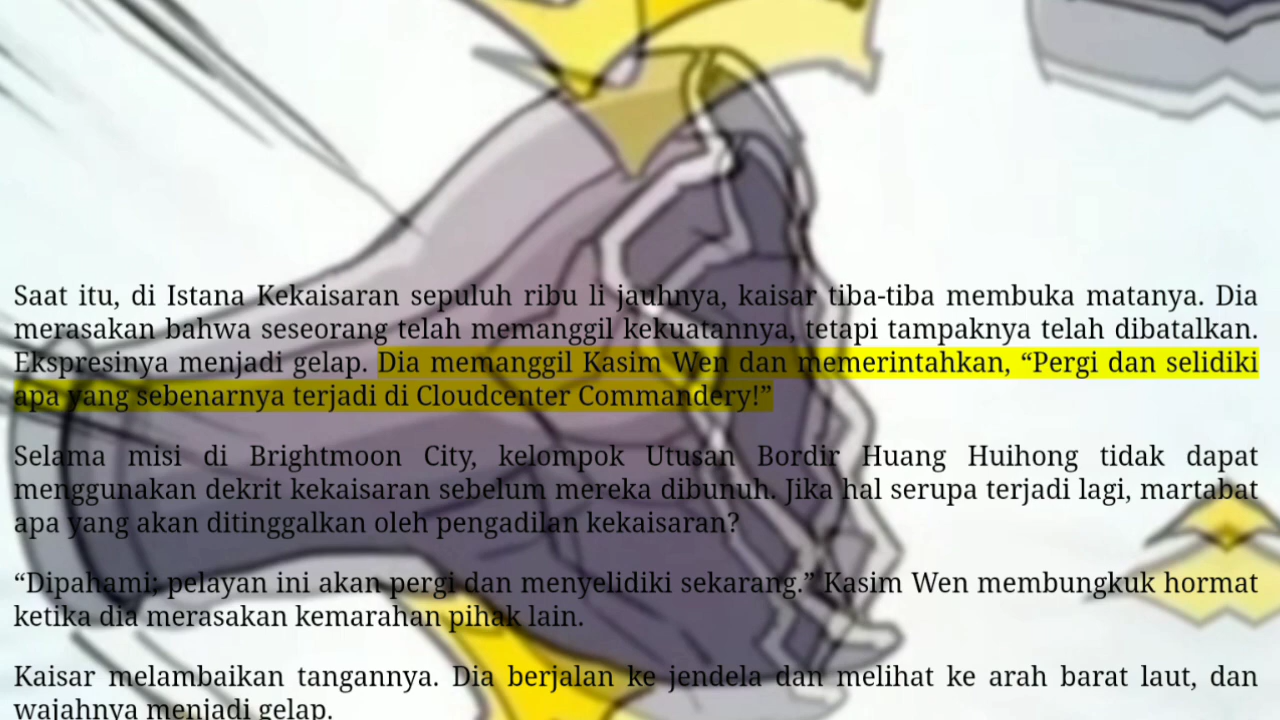 Saat itu, di Istana Kekaisaran sepuluh ribu li jauhnya, kaisar tiba-tiba membuka matanya. Dia
merasakan bahwa seseorang telah memanggil kekuatannya, tetapi tampaknya telah dibatalkan.
Ekspresinya menjadi gelap. Dia memanggil Kasim Wen dan memerintahkan, “Pergi dan selidiki
apa yang sebenarnya terjadi di Cloudcenter Commandery!”
Selama misi di Brightmoon City, kelompok Utusan Bordir Huang Huihong tidak dapat
menggunakan dekrit kekaisaran sebelum mereka dibunuh. Jika hal serupa terjadi lagi, martabat
apa yang akan ditinggalkan oleh pengadilan kekaisaran?
“Dipahami; pelayan ini akan pergi dan menyelidiki sekarang.” Kasim Wen membungkuk hormat
ketika dia merasakan kemarahan pihak lain.
Kaisar melambaikan tangannya. Dia berjalan ke jendela dan melihat ke arah barat laut, dan
wajahnya menjadi gelap.